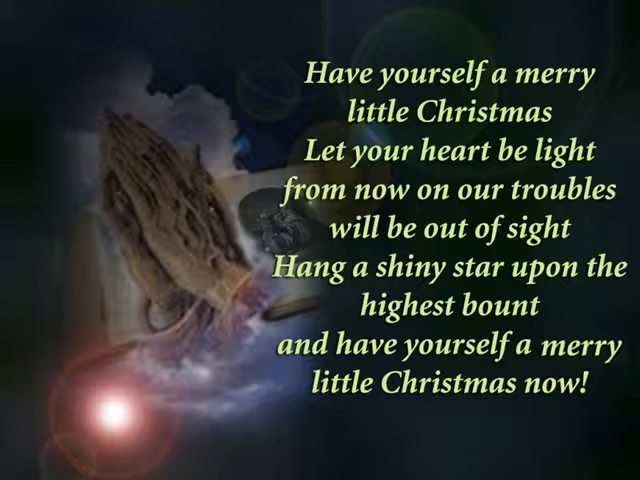 Have yourself a merry
little Christmas
Let your heart be light
from now on our troubles
will be out of sight
Hang a shiny star upon the
highest bount
and have yourself a merry
little Christmas now!